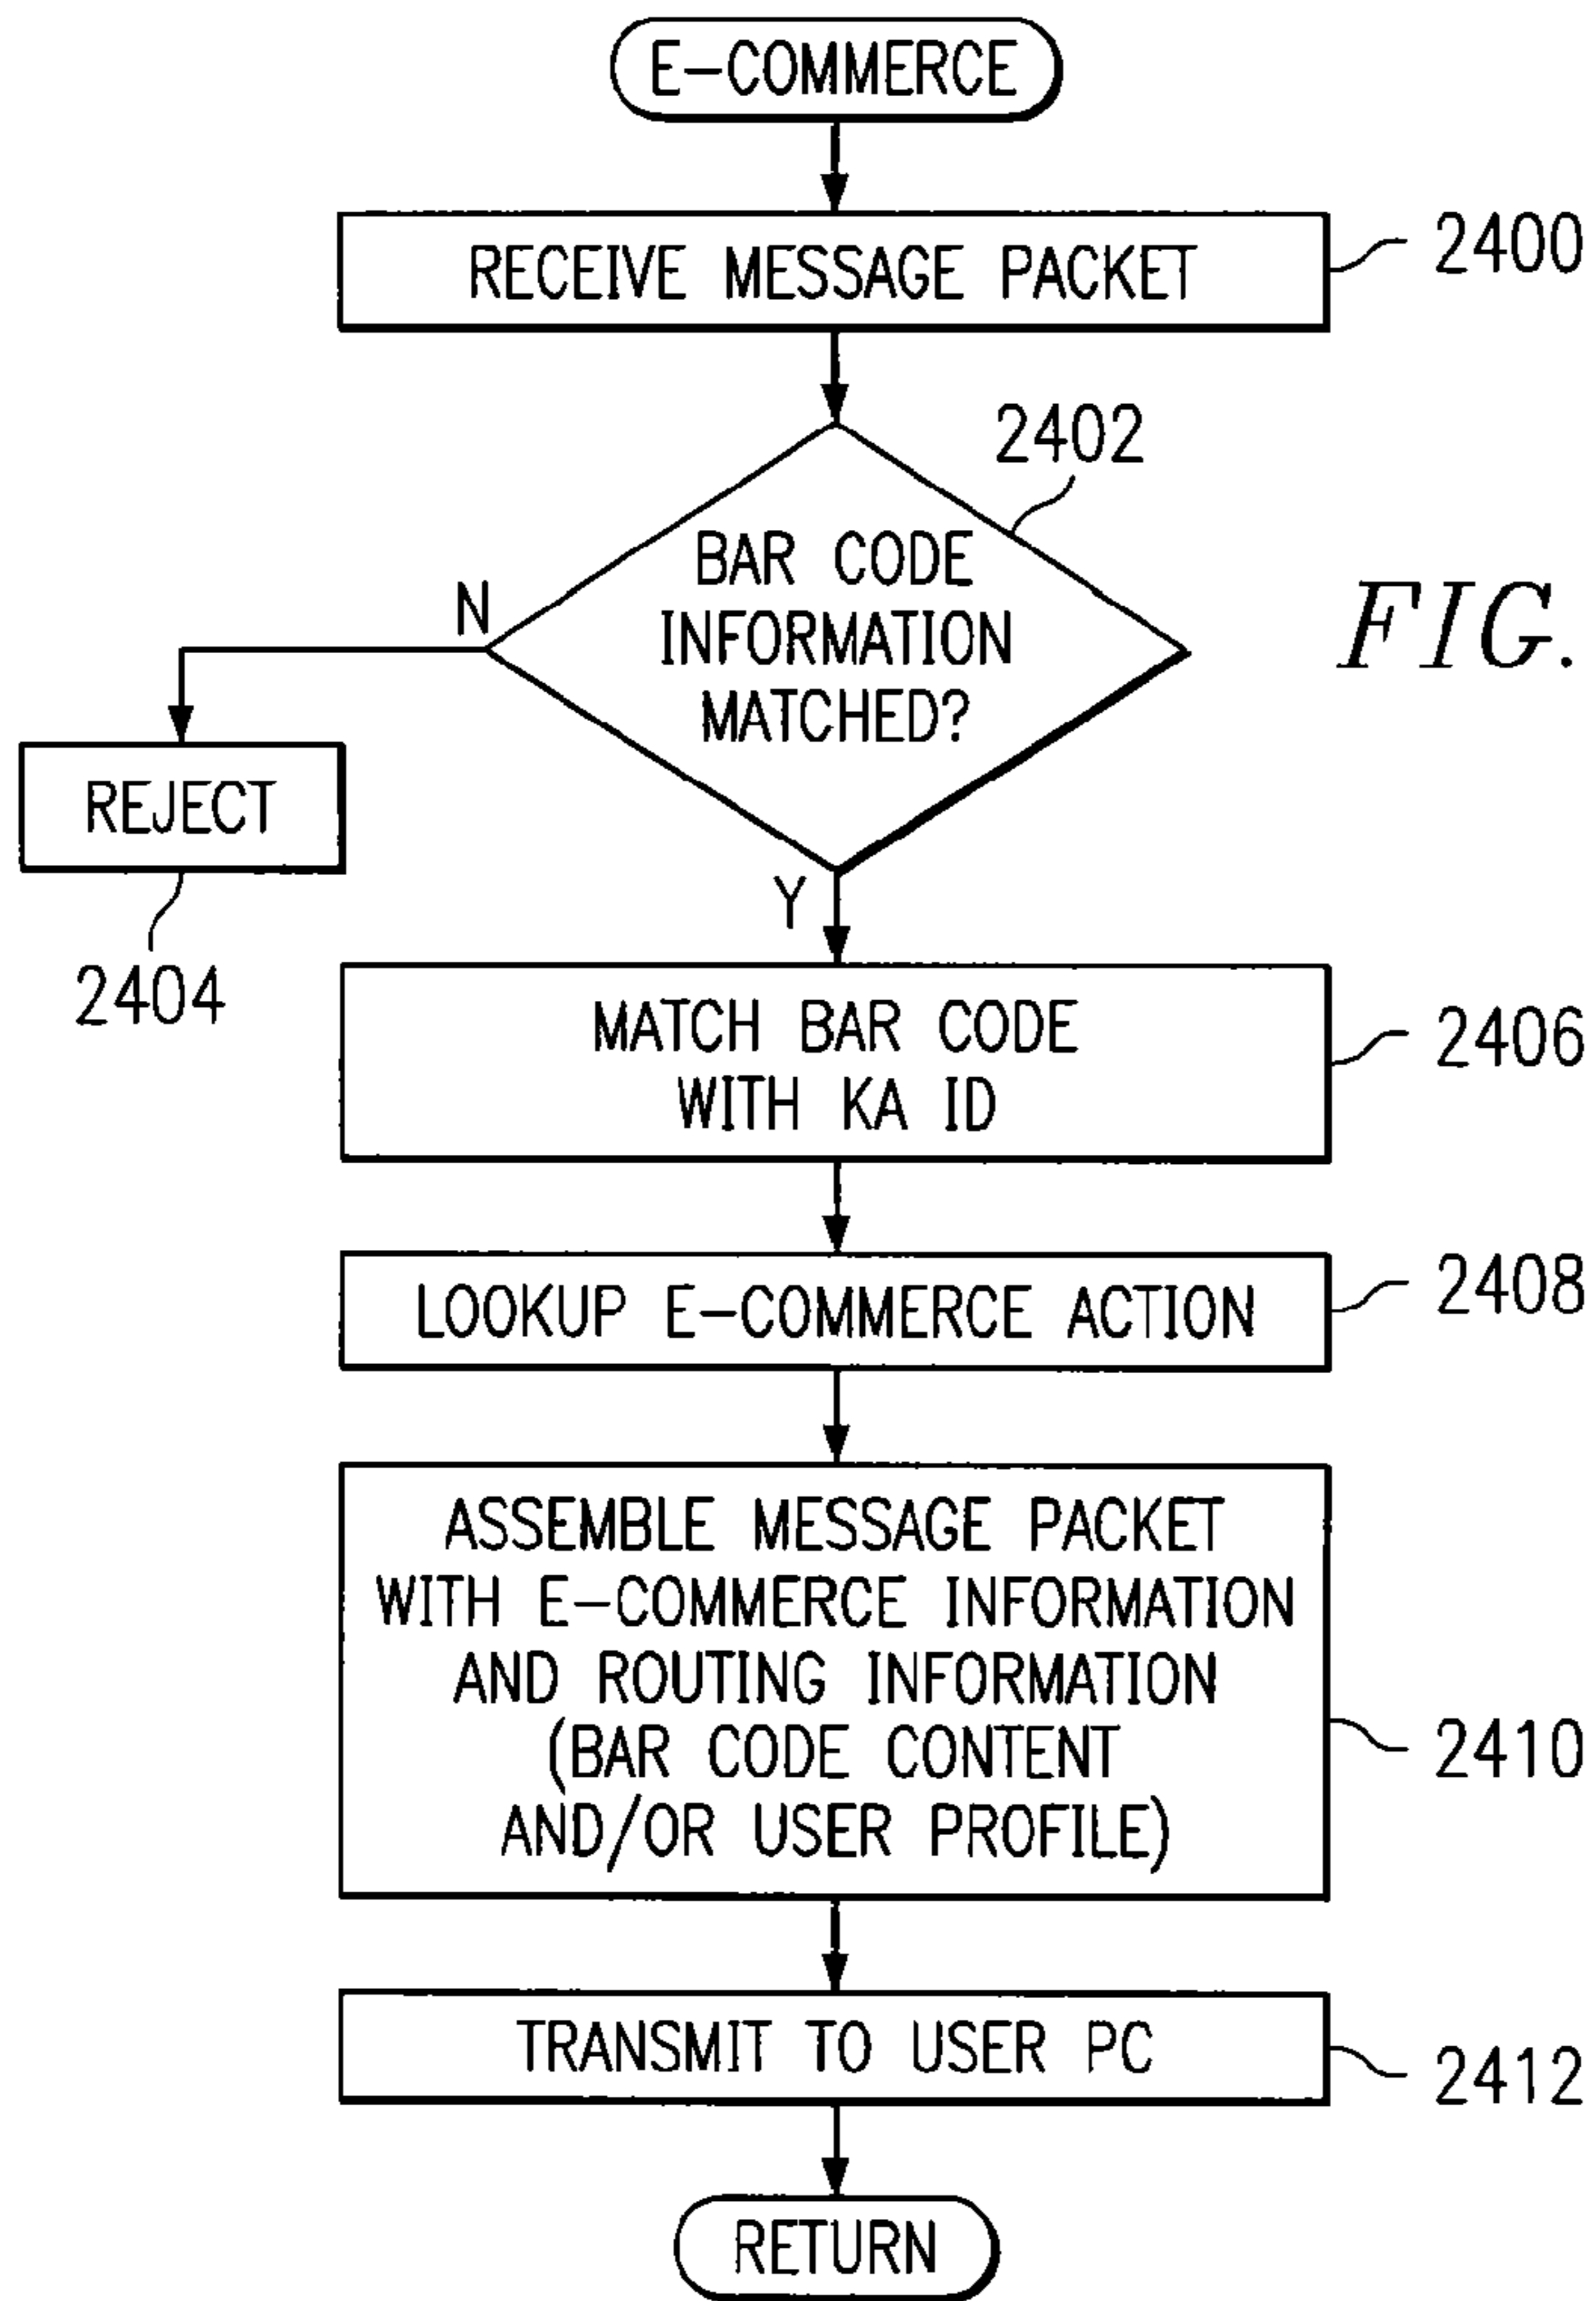 E-COMMERCE
RECEIVE MESSAGE PACKET
2400
2402
BAR CODE
INFORMATION
MATCHED?
FIG.
N
REJECT
2404
Y
MATCH BAR CODE
WITH KA ID
2406
LOOKUP E-COMMERCE ACTION
2408
ASSEMBLE MESSAGE PACKET
WITH E-COMMERCE INFORMATION
AND ROUTING INFORMATION
(BAR CODE CONTENT
AND/OR USER PROFILE)
2410
TRANSMIT TO USER PC
2412
RETURN